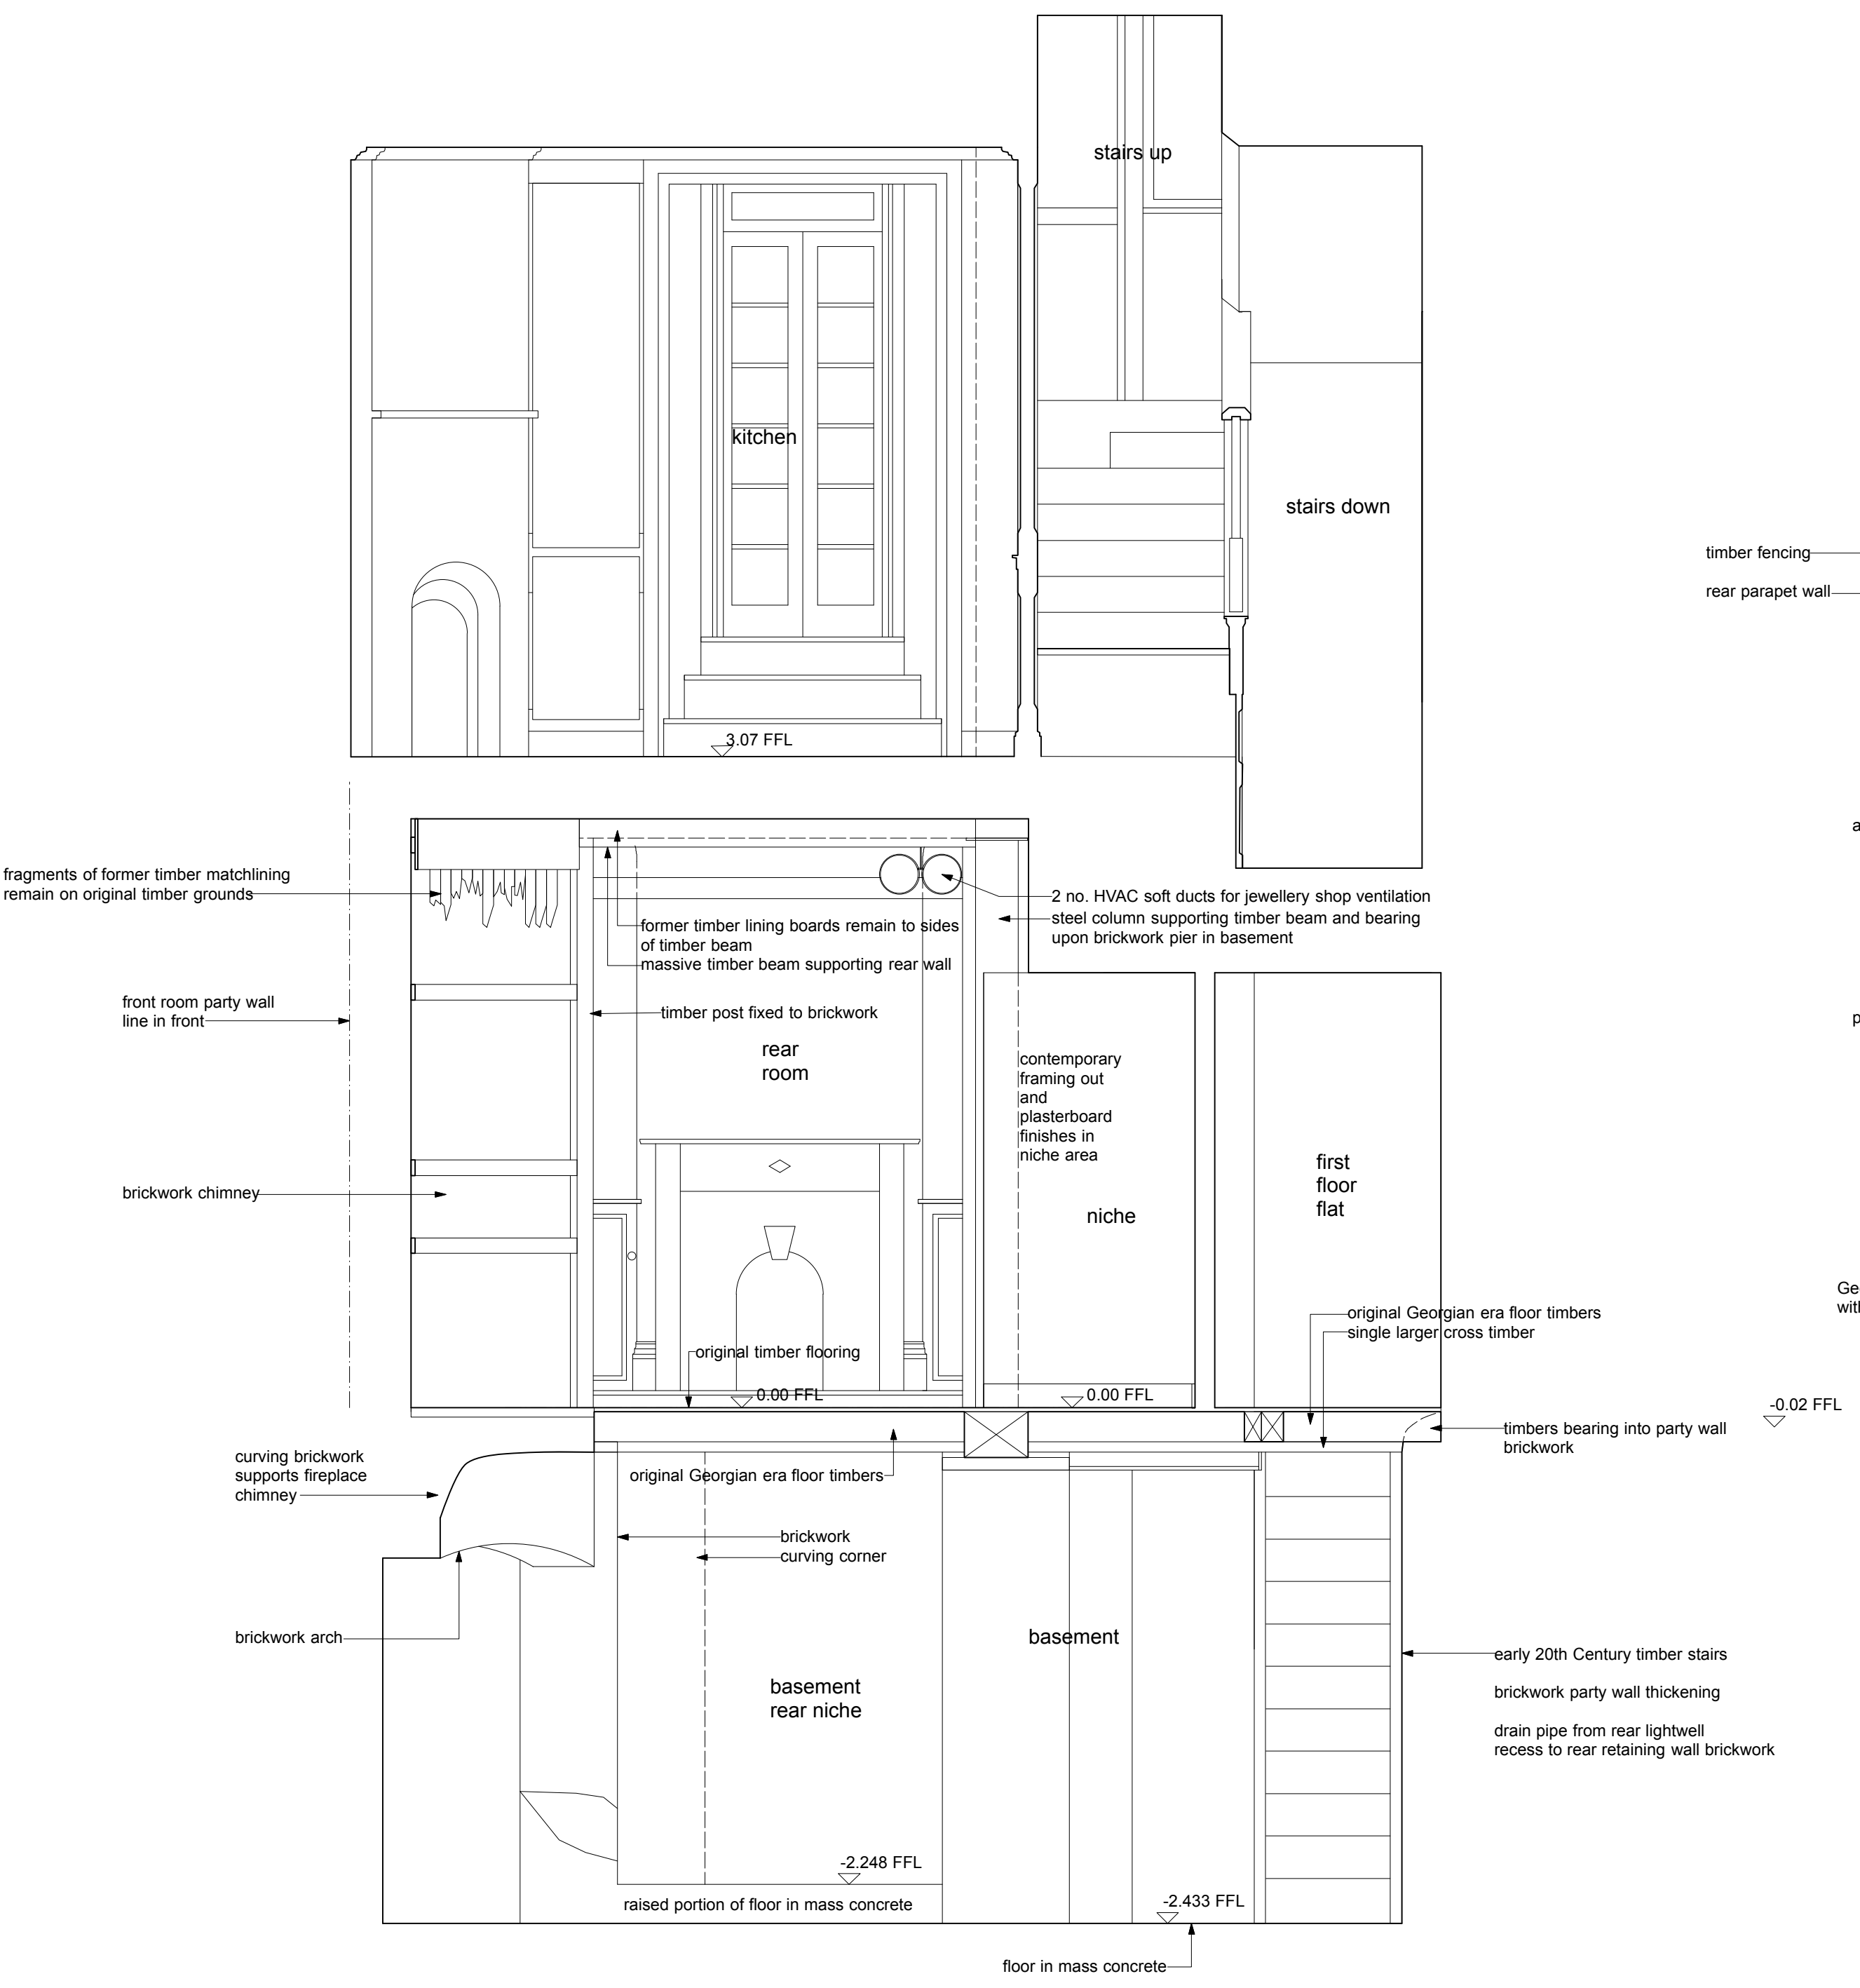 stairs up
kitchen
stairs down
timber fencing
rear parapet wall
3.07 FFL
a
fragments of former timber matchlining
remain on original timber grounds
2 no. HVAC soft ducts for jewellery shop ventilation
steel column supporting timber beam and bearing
upon brickwork pier in basement
former timber lining boards remain to sides
of timber beam
massive timber beam supporting rear wall
front room party wall
line in front
timber post fixed to brickwork
p
rear
room
contemporary
framing out
and
plasterboard
finishes in
niche area
brickwork chimney
first
floor
flat
niche
Ge
with
original Georgian era floor timbers
single larger cross timber
original timber flooring
0.00 FFL
0.00 FFL
-0.02 FFL
timbers bearing into party wall
brickwork
curving brickwork
supports fireplace
chimney
original Georgian era floor timbers
brickwork
curving corner
brickwork arch
basement
early 20th Century timber stairs
basement
rear niche
brickwork party wall thickening
drain pipe from rear lightwell
recess to rear retaining wall brickwork
-2.248 FFL
raised portion of floor in mass concrete
-2.433 FFL
floor in mass concrete